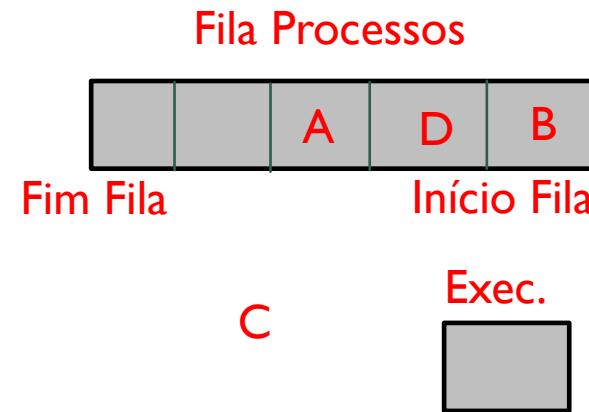 Fila Processos
A D B
Fim Fila Início Fila
Exec.
C